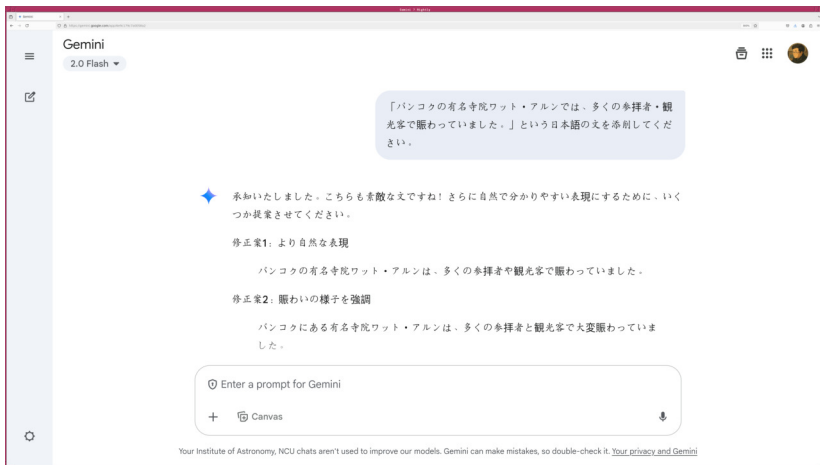 Gemini
2.0 Flash
「バンコクの有名寺院ワット・アルンでは、多くの参拝者・観
光客で賑わっていました。」という日本語の文を添削してくだ
さい。
承知いたしました。こちらも素敵な文ですね！さらに自然で分かりやすい表現にするために、いく
つか提案させてください。
修正案1: より自然な表現
バンコクの有名寺院ワット・アルンは、多くの参拝者や観光客で賑わっていました。
修正案2: 賑わいの様子を強調
バンコクにある有名寺院ワット・アルンは、多くの参拝者と観光客で大変賑わっていま
した。
Enter a prompt for Gemini
Canvas
Your Institute of Astronomy, NCU chats aren't used to improve our models. Gemini can make mistakes, so double-check it. Your privacy and Gemini